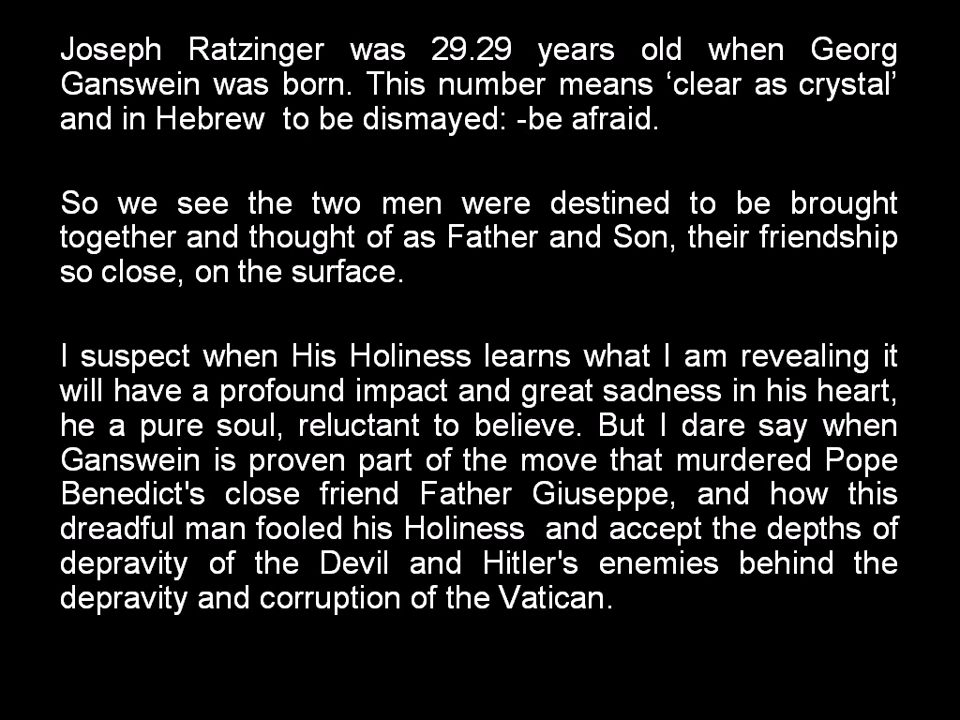 Joseph Ratzinger was 29.29 years old when Georg
Ganswein was born. This number means ‘clear as crystal’
and in Hebrew  to be dismayed: -be afraid.
So we see the two men were destined to be brought
together and thought of as Father and Son, their friendship
so close, on the surface.
I suspect when His Holiness learns what I am revealing it
will have a profound impact and great sadness in his heart,
he a pure soul, reluctant to believe. But I dare say when
Ganswein is proven part of the move that murdered Pope
Benedict's close friend Father Giuseppe, and how this
dreadful man fooled his Holiness  and accept the depths of
depravity of the Devil and Hitler's enemies behind the
depravity and corruption of the Vatican.